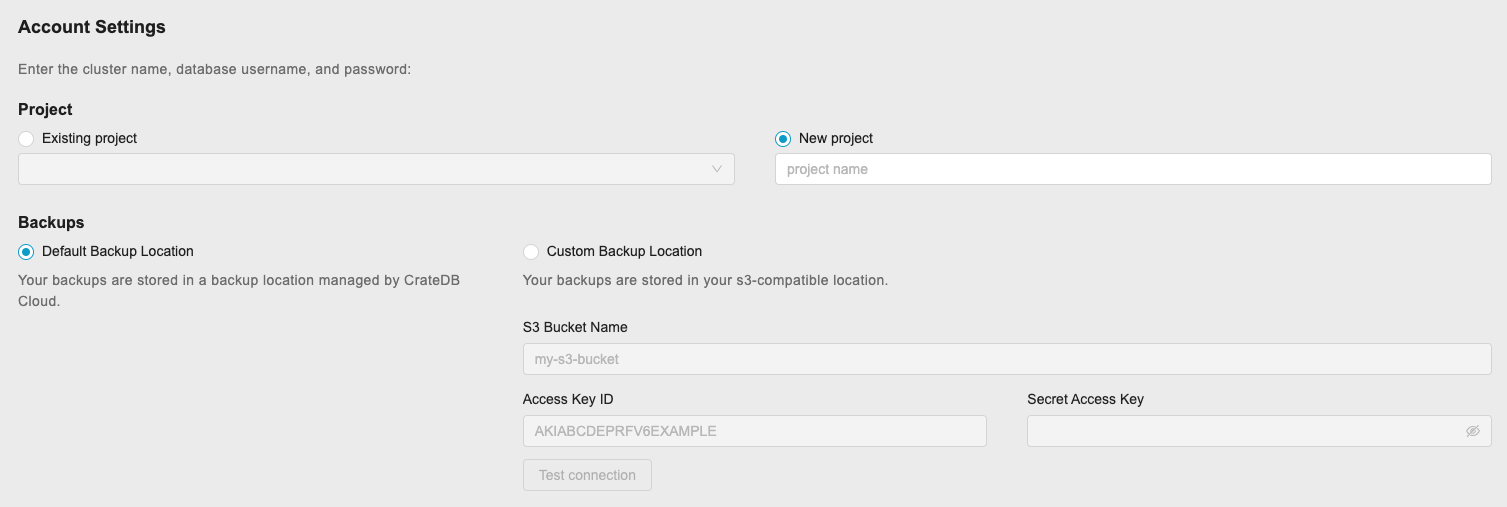 Account Settings
Enter the cluster name, database username, and password:
Project
Existing project
New project
project name
Backups
Default Backup Location
Your backups are stored in a backup location managed by CrateDB
Cloud.
Custom Backup Location
Your backups are stored in your s3-compatible location.
S3 Bucket Name
my-s3-bucket
Access Key ID
AKIABCDEPRFV6EXAMPLE
Secret Access Key
Test connection